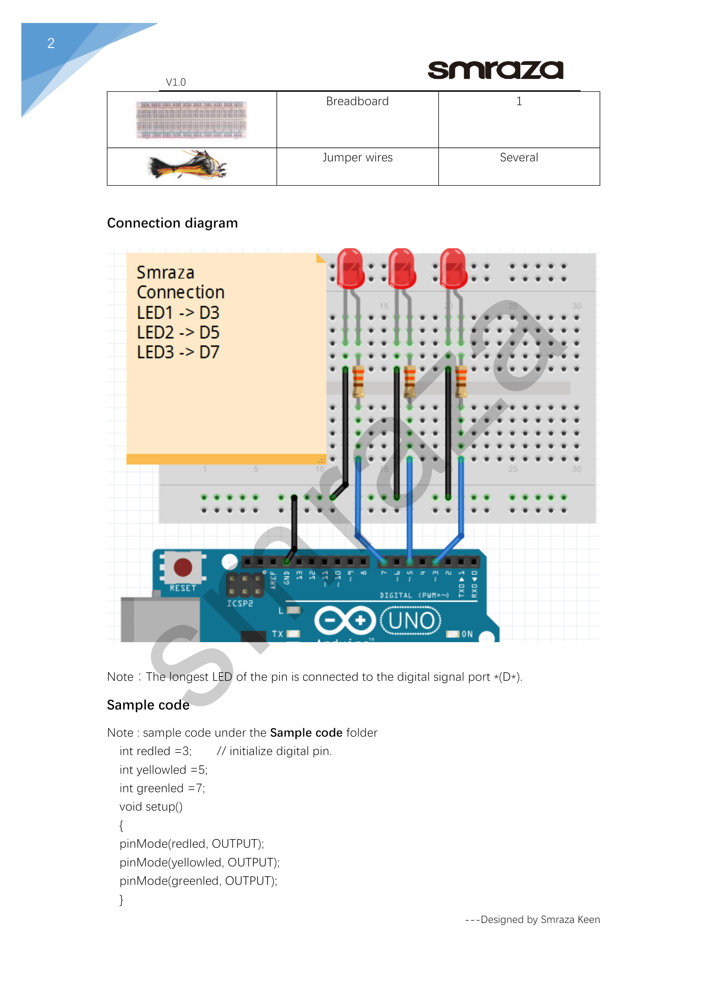 2
smraza
V1.0
Breadboard 1
Jumper wires Several
Connection diagram
Smraza
Connection
LED1 -> D3
LED2 -> D5
LED3 -> D7
15 20 25 30
1 5 10 15 20 25 30
RESET
ICSP2
AREF GND 13 12 ~11 ~10 ~9 8 7 ~6 ~5 4 ~3 2 TX0 ▶ 1 RX0 ◀ 0
DIGITAL (PWM=~)
L
UNO
TX
ON
Arduino™
smraza
Note：The longest LED of the pin is connected to the digital signal port *(D*).
Sample code
Note : sample code under the Sample code folder
int redled =3; // initialize digital pin.
int yellowled =5;
int greenled =7;
void setup()
{
pinMode(redled, OUTPUT);
pinMode(yellowled, OUTPUT);
pinMode(greenled, OUTPUT);
}
---Designed by Smraza Keen